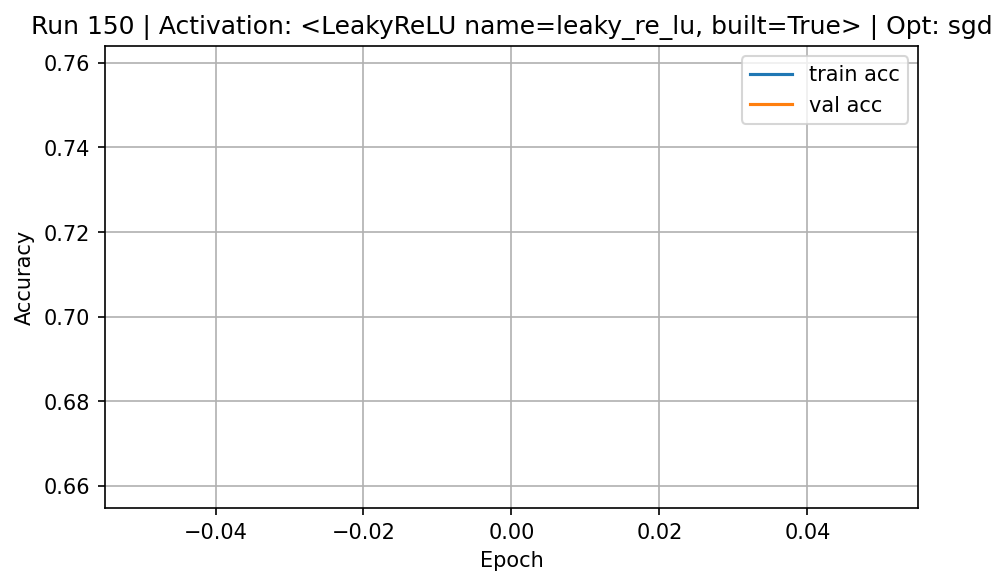 Run 150 | Activation: <LeakyReLU name=leaky_re_lu, built=True> | Opt: sgd
train acc
val acc
0.76
0.74
0.72
0.70
0.68
0.66
Accuracy
−0.04
−0.02
0.00
0.02
0.04
Epoch